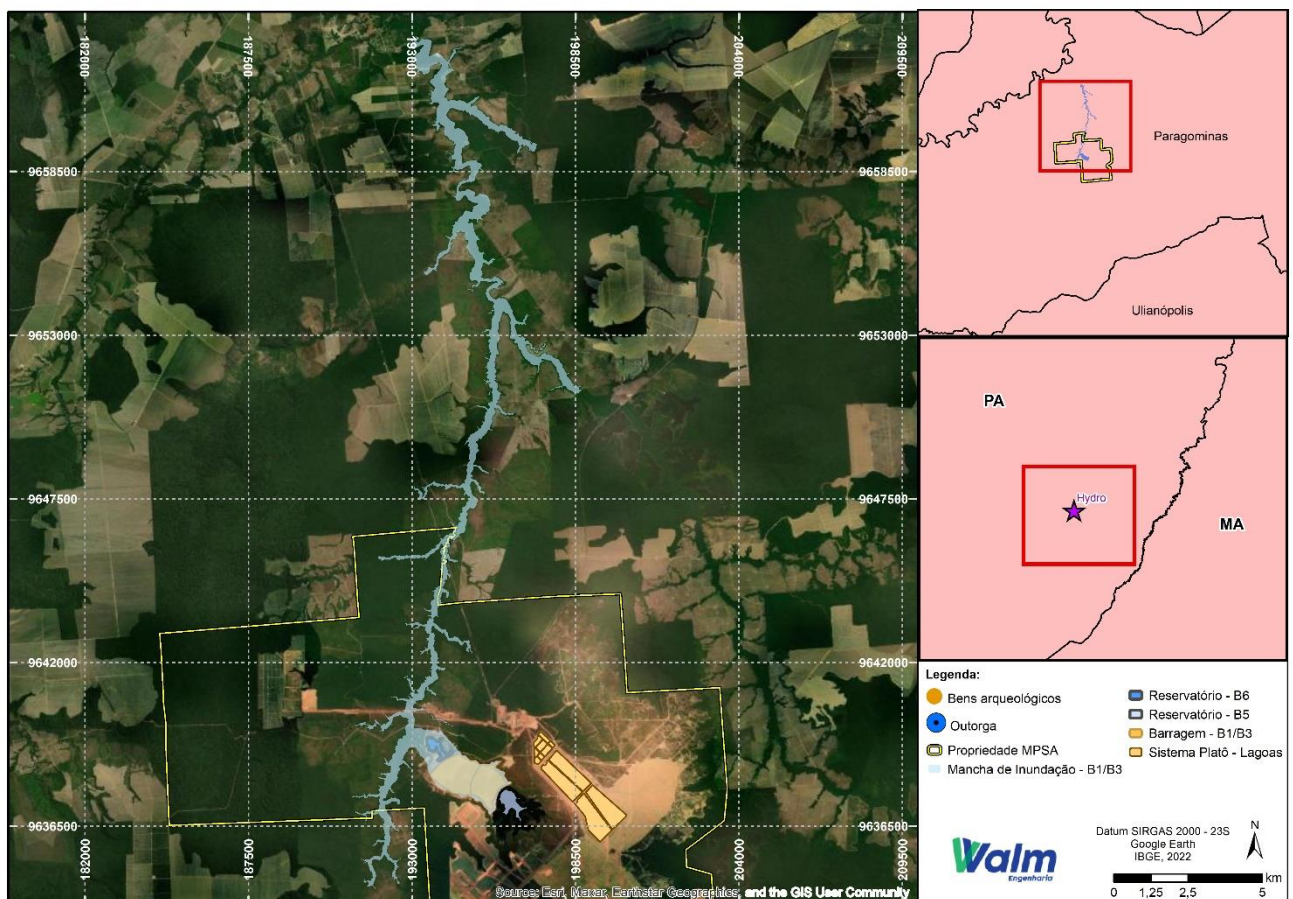 182000
187500
193000
198500
204000
209500
9658500
9658500
9653000
9653000
9647500
9647500
9642000
9642000
9636500
9636500
182000
187500
193000
198500
204000
209500
Source: Esri, Maxar, Earthstar Geographics, and the GIS User Community
Paragominas
Ulianópolis
PA
Hydro
MA
Legenda:
Bens arqueológicos
Outorga
Propriedade MPSA
Mancha de Inundação - B1/B3
Reservatório - B6
Reservatório - B5
Barragem - B1/B3
Sistema Platô - Lagoas
Walm
Engenharia
Datum SIRGAS 2000 - 23S
Google Earth
IBGE, 2022
N
0 1,25 2,5 5
km